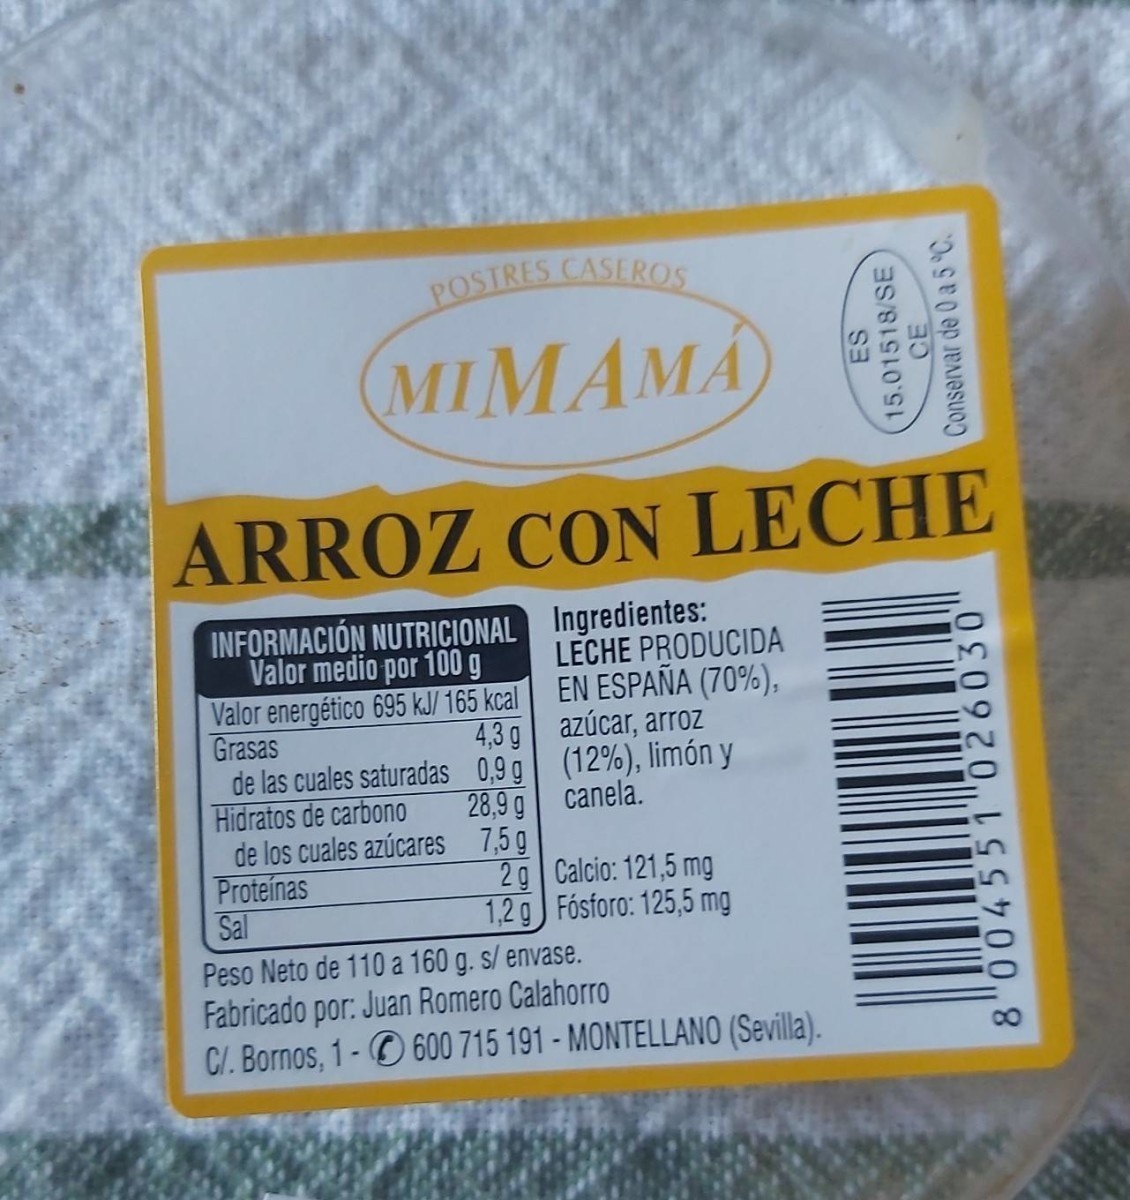 POSTRES CASEROS
MIMAMÁ
ES
15.01518/SE
CE
Conservar de 0 a 5 ºC.
ARROZ CON LECHE
INFORMACIÓN NUTRICIONAL
Valor medio por 100 g
Valor energético 695 kJ/ 165 kcal
Grasas 4,3 g
de las cuales saturadas 0,9 g
Hidratos de carbono 28,9 g
de los cuales azúcares 7,5 g
Proteínas 2 g
Sal 1,2 g
Ingredientes:
LECHE PRODUCIDA
EN ESPAÑA (70%),
azúcar, arroz
(12%), limón y
canela.
Calcio: 121,5 mg
Fósforo: 125,5 mg
8 004551 026030
Peso Neto de 110 a 160 g. s/ envase.
Fabricado por: Juan Romero Calahorro
C/. Bornos, 1 - ✆ 600 715 191 - MONTELLANO (Sevilla).